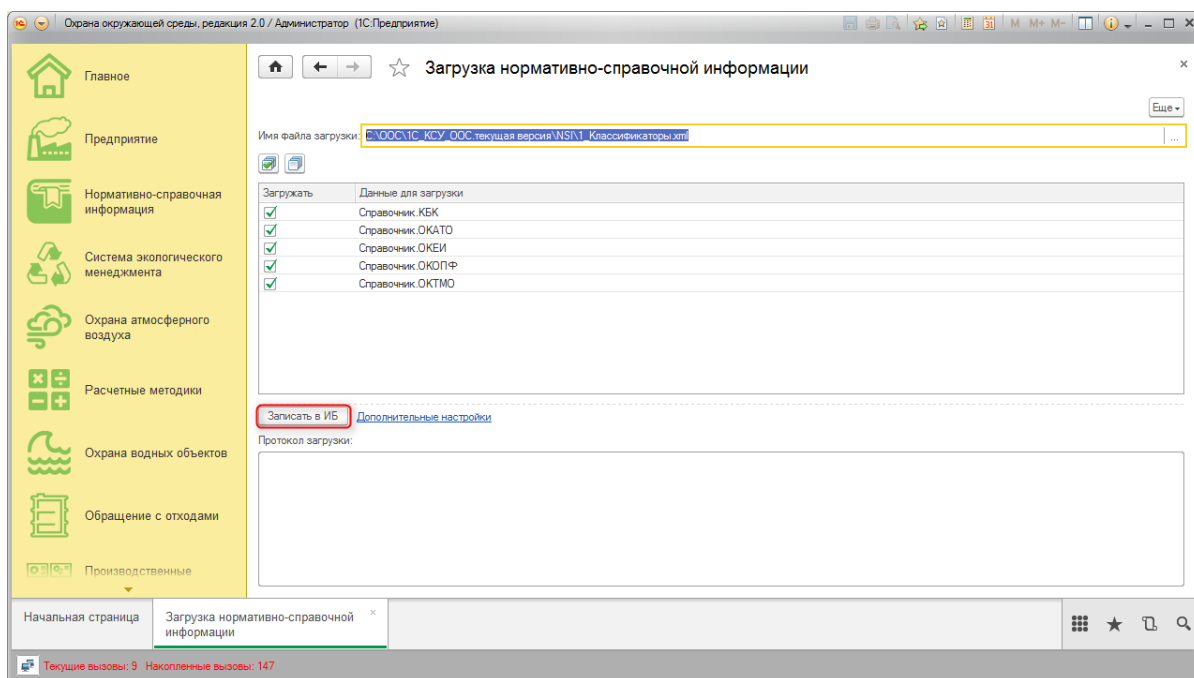 Охрана окружающей среды, редакция 2.0 / Администратор (1С:Предприятие)
M M+ M-
Главное
Предприятие
Нормативно-справочная
информация
Система экологического
менеджмента
Охрана атмосферного
воздуха
Расчетные методики
Охрана водных объектов
Обращение с отходами
Производственные
Загрузка нормативно-справочной информации
Еще
Имя файла загрузки: C:\ООС\1С_КСУ_ООС.текущая версия\NSI\1_Классификаторы.xml ...
Загружать Данные для загрузки
Справочник.КБК
Справочник.ОКАТО
Справочник.ОКЕИ
Справочник.ОКОПФ
Справочник.ОКТМО
Записать в ИБ Дополнительные настройки
Протокол загрузки:
Начальная страница
Загрузка нормативно-справочной
информации
Текущие вызовы: 9 Накопленные вызовы: 147